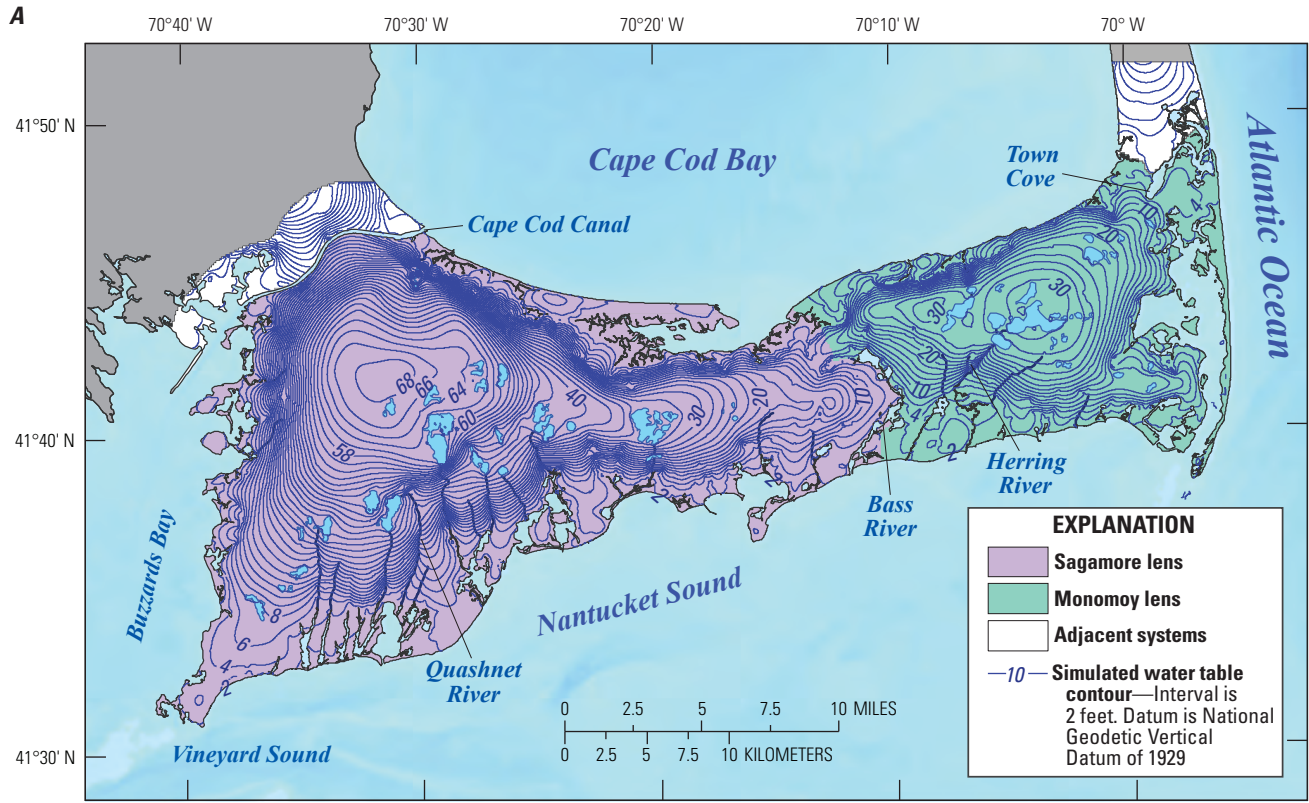 A
70°40' W
70°30' W
70°20' W
70°10' W
70° W
41°50' N
41°40' N
41°30' N
Cape Cod Bay
Town
Cove
Atlantic Ocean
Cape Cod Canal
4
10
20
30
30
20
10
4
2
68
66
64
60
58
40
30
20
10
2
2
2
8
6
4
2
Herring
River
Bass
River
Buzzards Bay
Nantucket Sound
Quashnet
River
Vineyard Sound
0 2.5 5 7.5 10 MILES
0 2.5 5 7.5 10 KILOMETERS
EXPLANATION
Sagamore lens
Monomoy lens
Adjacent systems
10 Simulated water table
contour—Interval is
2 feet. Datum is National
Geodetic Vertical
Datum of 1929